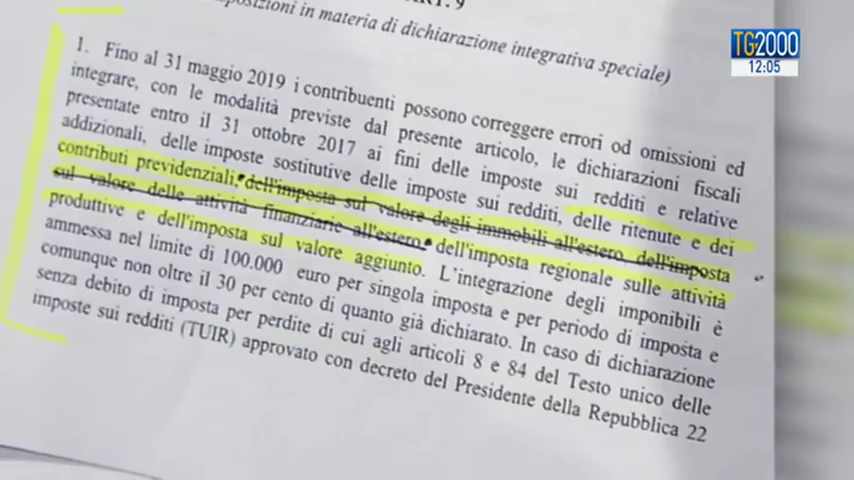 ART. 9
disposizioni in materia di dichiarazione integrativa speciale)
TG2000
12:05
1. Fino al 31 maggio 2019 i contribuenti possono correggere errori od omissioni ed
integrare, con le modalità previste dal presente articolo, le dichiarazioni fiscali
presentate entro il 31 ottobre 2017 ai fini delle imposte sui redditi e relative
addizionali, delle imposte sostitutive delle imposte sui redditi, delle ritenute e dei
contributi previdenziali, dell'imposta sul valore degli immobili all'estero dell'imposta
sul valore delle attività finanziarie all'estero, dell'imposta regionale sulle attività
produttive e dell'imposta sul valore aggiunto. L'integrazione degli imponibili è
ammessa nel limite di 100.000 euro per singola imposta e per periodo di imposta e
comunque non oltre il 30 per cento di quanto già dichiarato. In caso di dichiarazione
senza debito di imposta per perdite di cui agli articoli 8 e 84 del Testo unico delle
imposte sui redditi (TUIR) approvato con decreto del Presidente della Repubblica 22